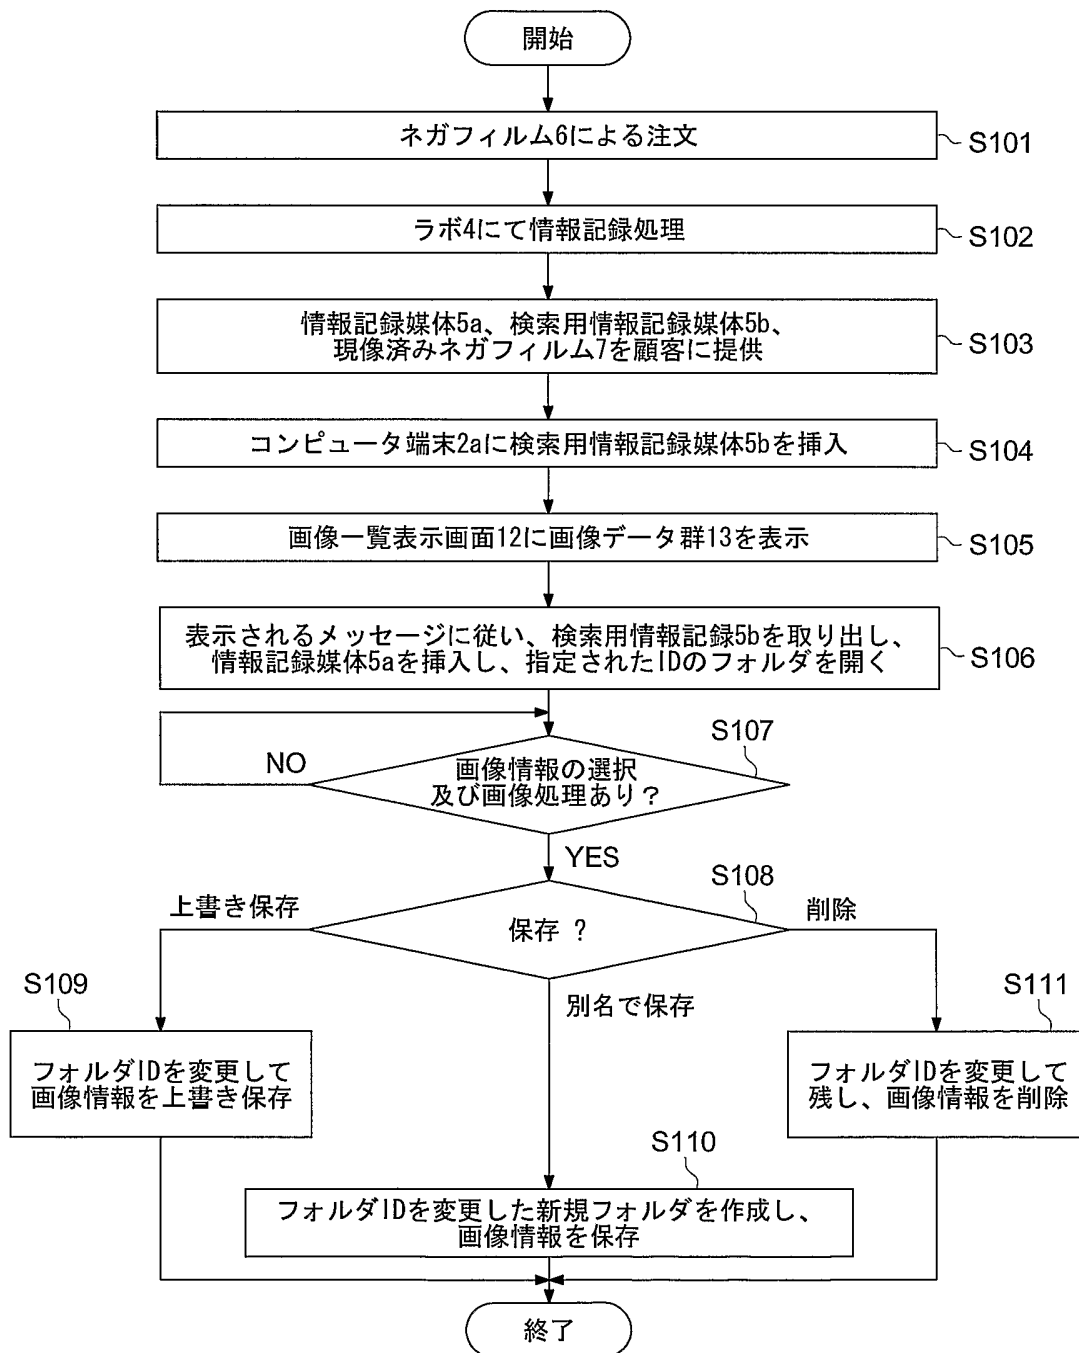 開始
ネガフィルム6による注文
S101
ラボ4にて情報記録処理
S102
情報記録媒体5a、検索用情報記録媒体5b、
現像済みネガフィルム7を顧客に提供
S103
コンピュータ端末2aに検索用情報記録媒体5bを挿入
S104
画像一覧表示画面12に画像データ群13を表示
S105
表示されるメッセージに従い、検索用情報記録5bを取り出し、
情報記録媒体5aを挿入し、指定されたIDのフォルダを開く
S106
S107
NO
画像情報の選択
及び画像処理あり？
YES
S108
上書き保存
保存 ？
削除
S109
別名で保存
S111
フォルダIDを変更して
画像情報を上書き保存
フォルダIDを変更して
残し、画像情報を削除
S110
フォルダIDを変更した新規フォルダを作成し、
画像情報を保存
終了